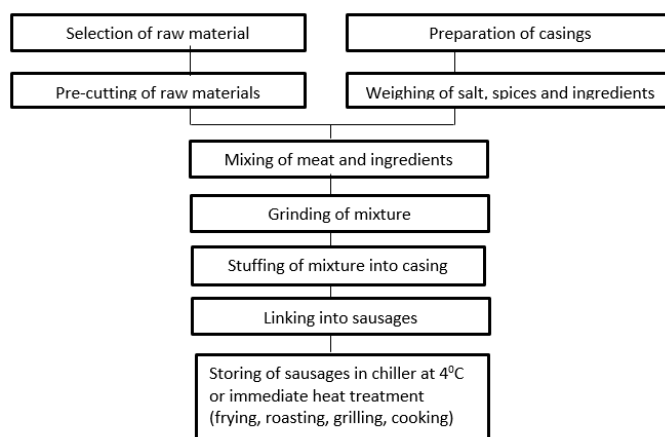 Selection of raw material
Preparation of casings
Pre-cutting of raw materials
Weighing of salt, spices and ingredients
Mixing of meat and ingredients
Grinding of mixture
Stuffing of mixture into casing
Linking into sausages
Storing of sausages in chiller at 4⁰C
or immediate heat treatment
(frying, roasting, grilling, cooking)